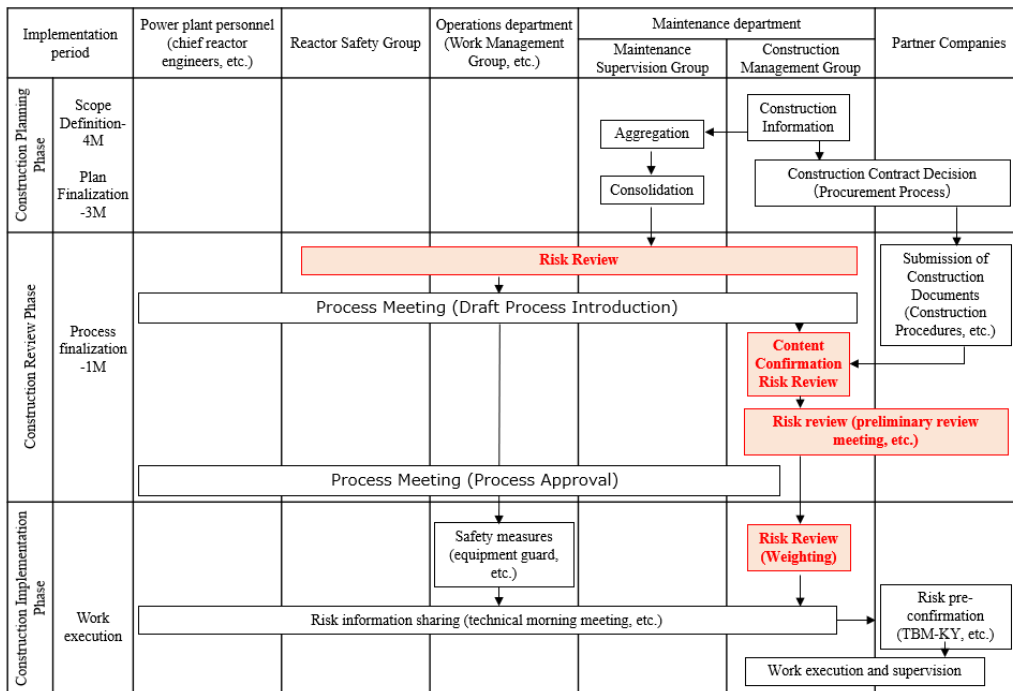 Implementation
period
Power plant personnel
(chief reactor
engineers, etc.)
Reactor Safety Group
Operations department
(Work Management
Group, etc.)
Maintenance department
Maintenance
Supervision Group
Construction
Management Group
Partner Companies
Construction Planning
Phase
Scope
Definition-
4M
Plan
Finalization
-3M
Construction
Information
Aggregation
Consolidation
Construction Contract Decision
(Procurement Process)
Construction Review Phase
Process
finalization
-1M
Risk Review
Submission of
Construction
Documents
(Construction
Procedures, etc.)
Process Meeting (Draft Process Introduction)
Content
Confirmation
Risk Review
Risk review (preliminary review
meeting, etc.)
Process Meeting (Process Approval)
Construction Implementation
Phase
Work
execution
Safety measures
(equipment guard,
etc.)
Risk Review
(Weighting)
Risk information sharing (technical morning meeting, etc.)
Risk pre-
confirmation
(TBM-KY, etc.)
Work execution and supervision